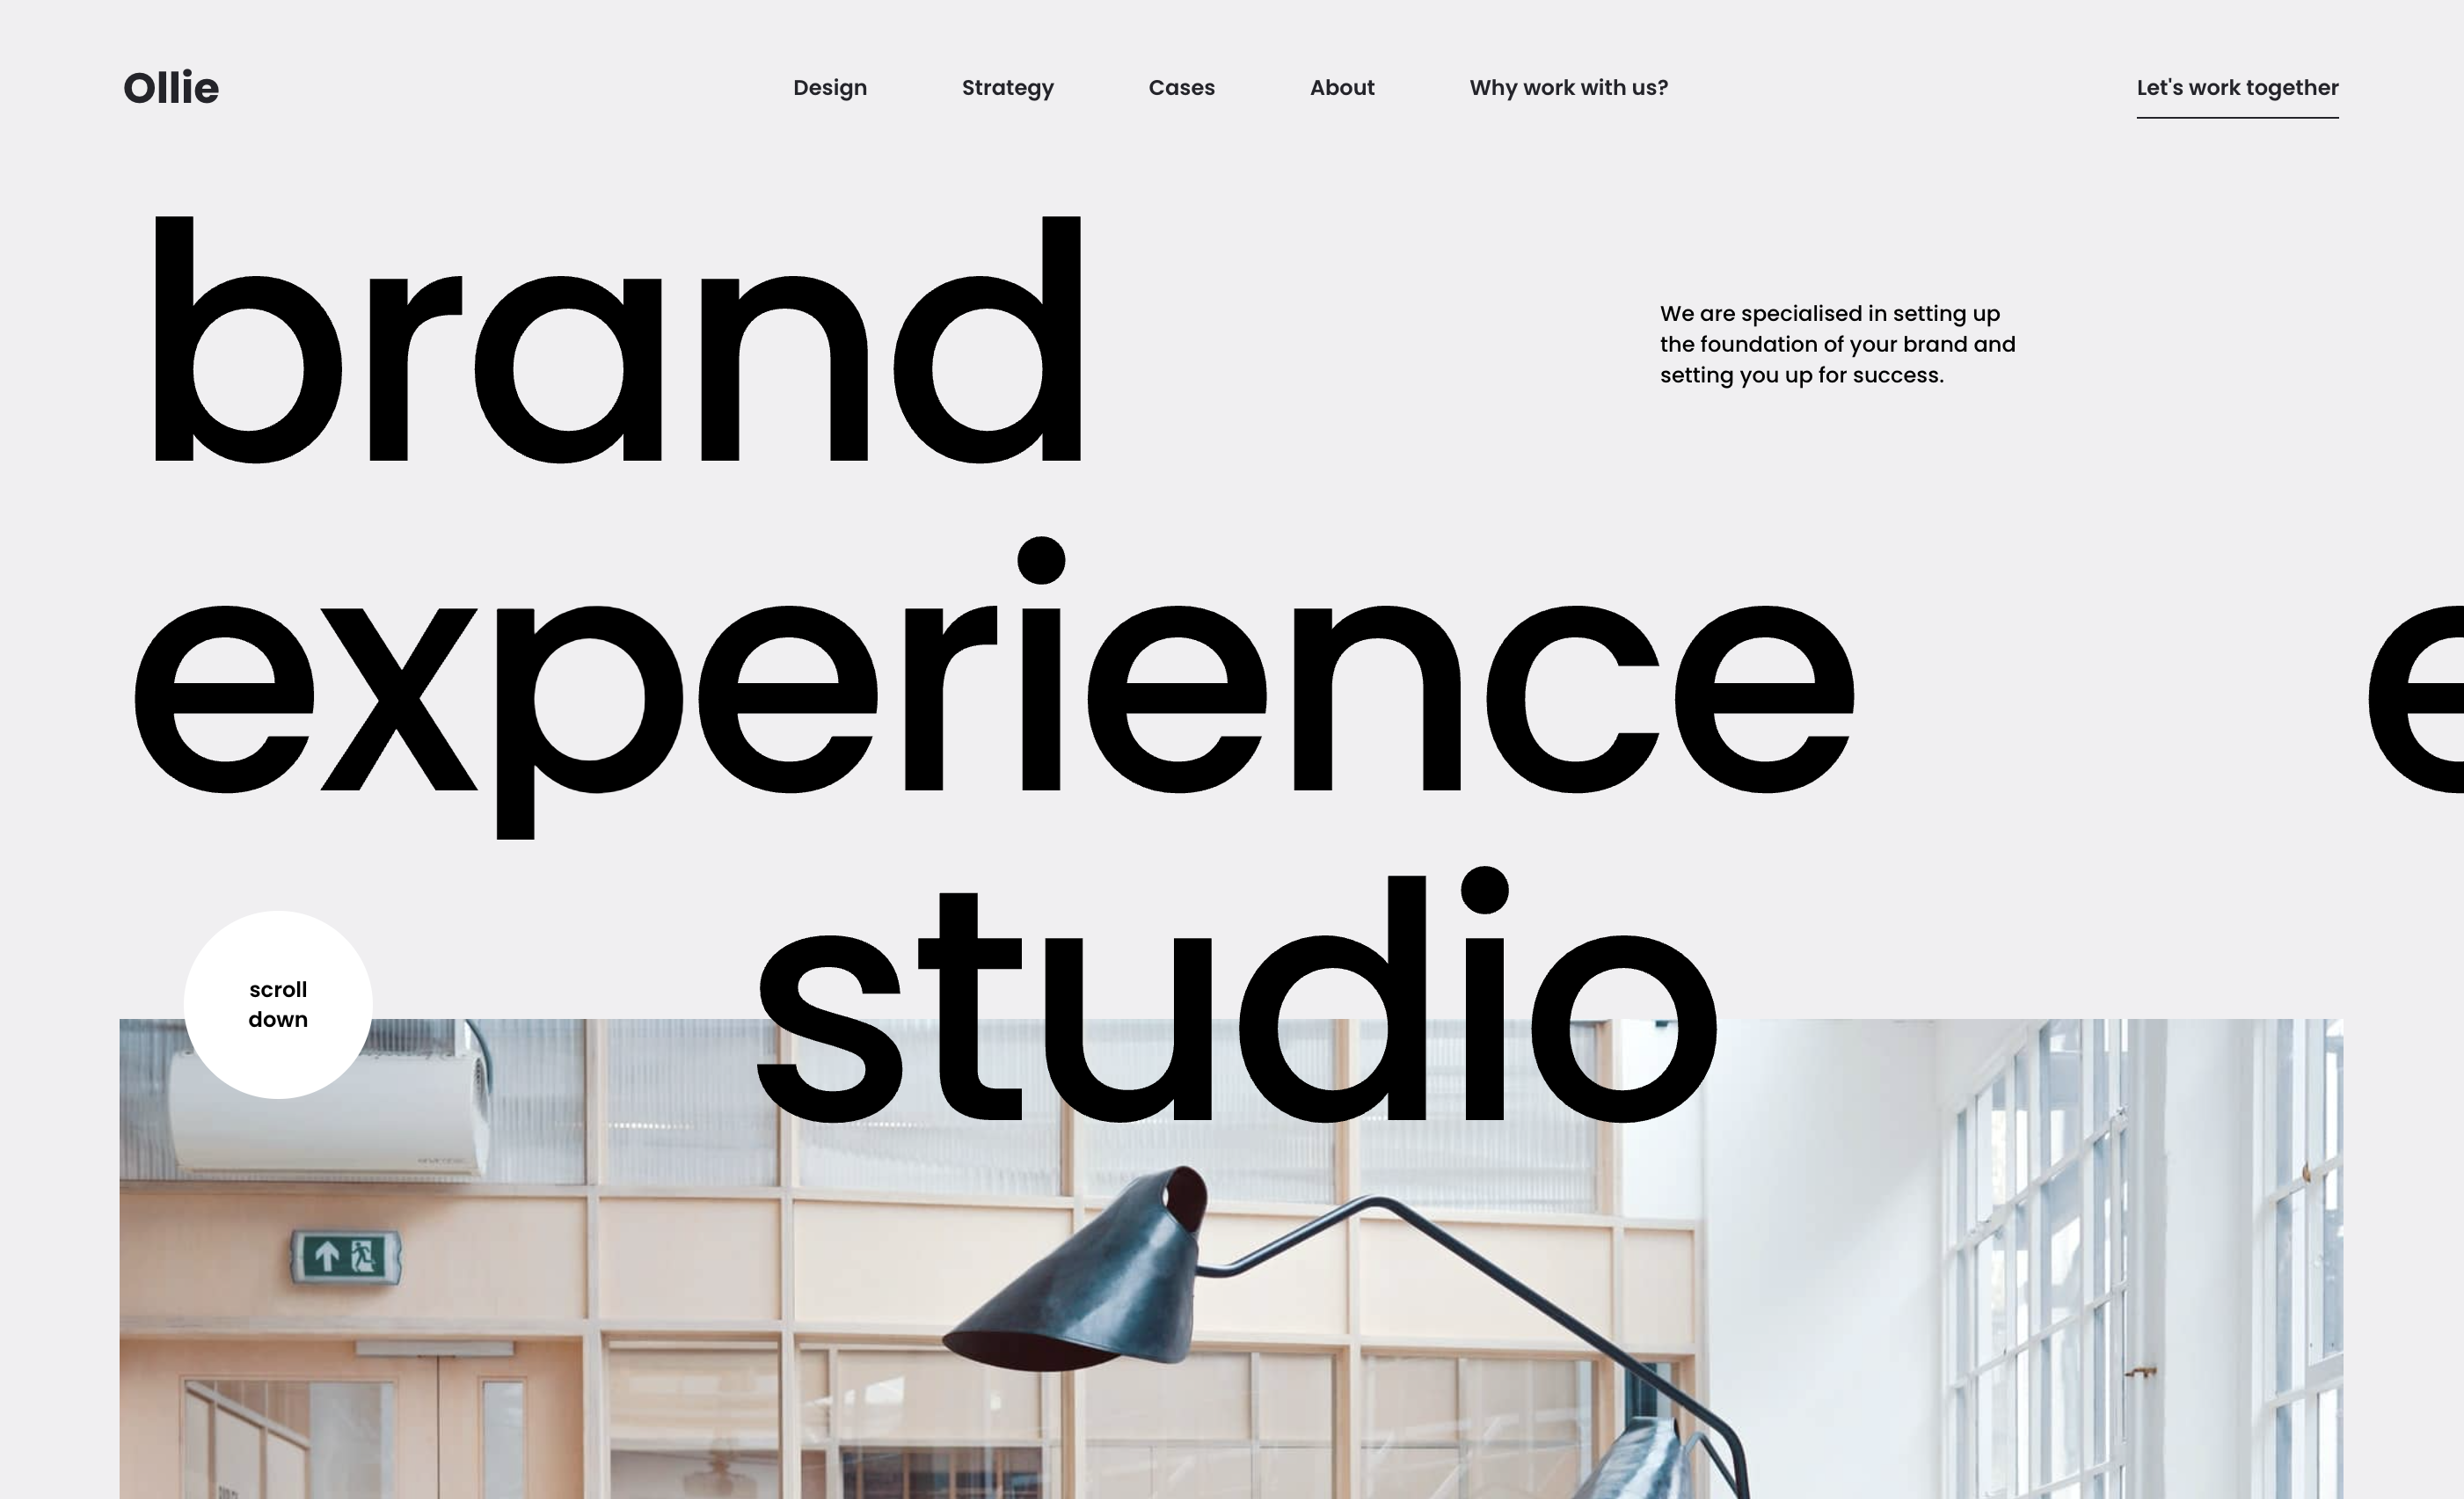 Ollie
Design
Strategy
Cases
About
Why work with us?
Let's work together
brand
We are specialised in setting up
the foundation of your brand and
setting you up for success.
experience
e
studio
scroll
down